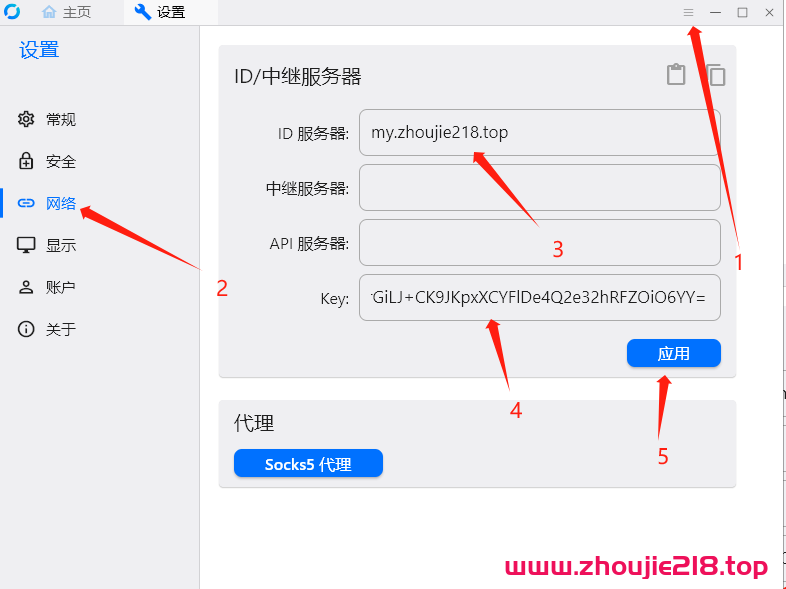 主页
设置
设置
常规
安全
网络
显示
账户
关于
ID/中继服务器
ID 服务器:
my.zhoujie218.top
中继服务器:
API 服务器:
Key:
GiLJ+CK9JKpxXCYFlDe4Q2e32hRFZOiO6YY=
应用
代理
Socks5 代理
1
2
3
4
5
www.zhoujie218.top